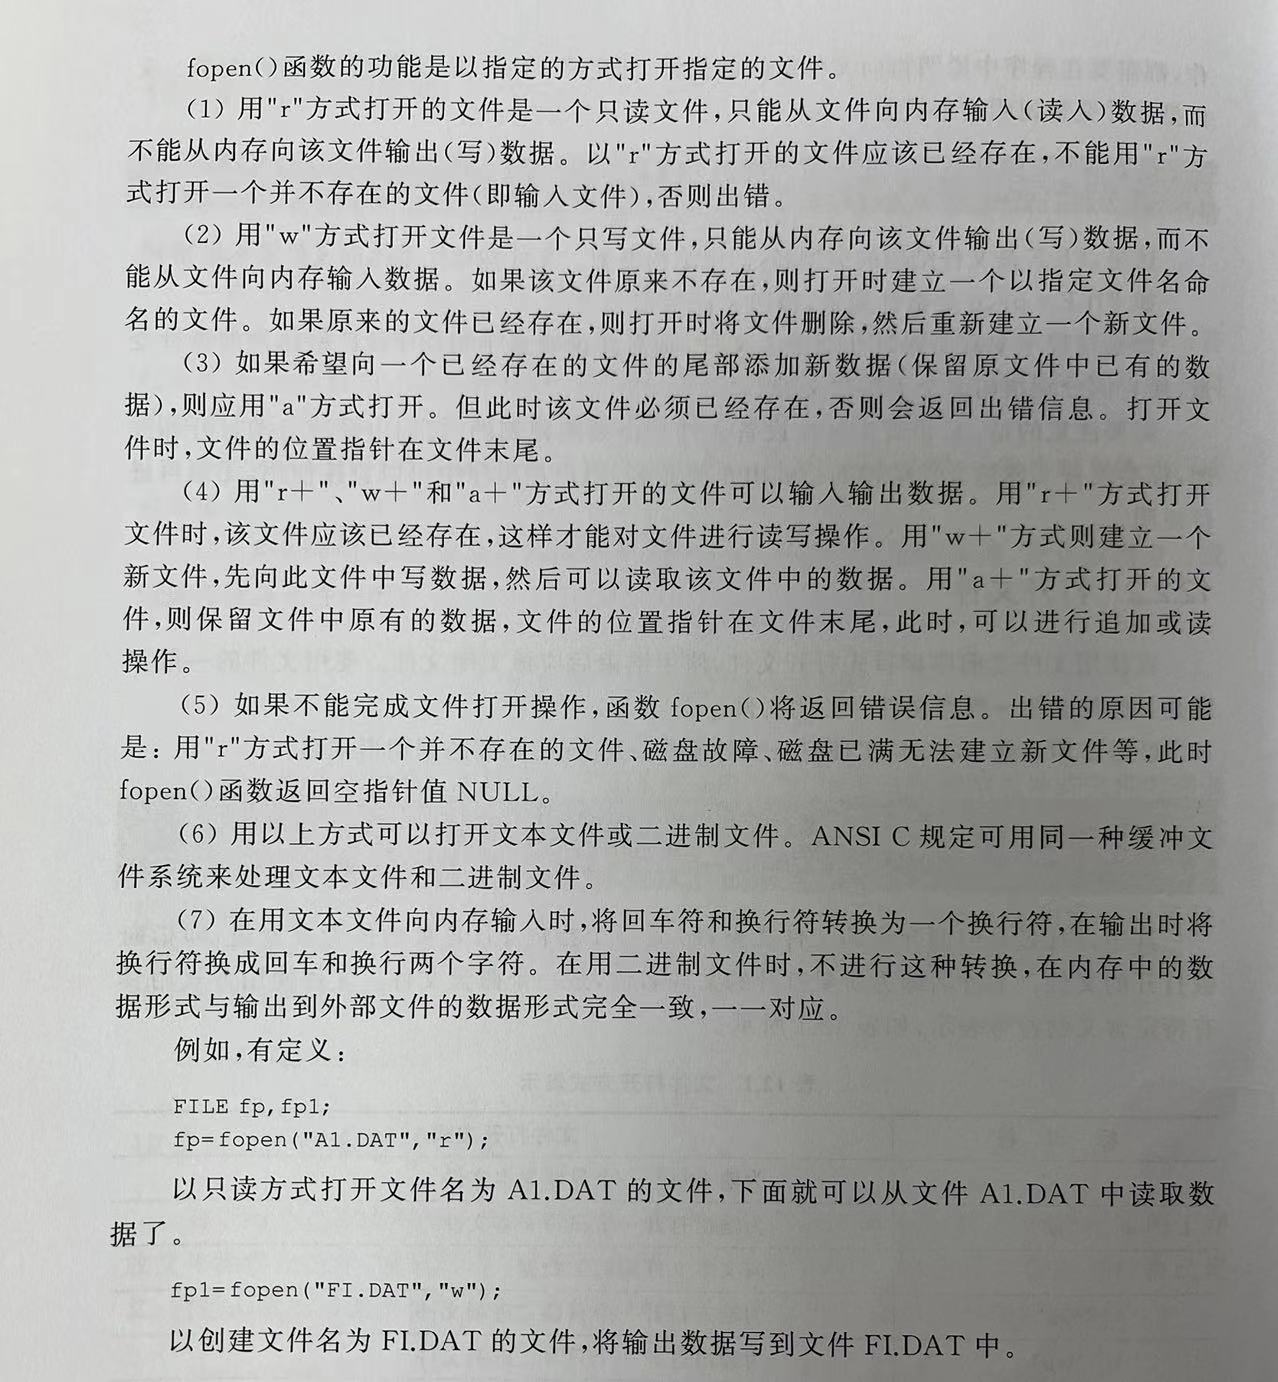 fopen()函数的功能是以指定的方式打开指定的文件。
(1) 用"r"方式打开的文件是一个只读文件,只能从文件向内存输入(读人)数据,而
不能从内存向该文件输出(写)数据。以"r"方式打开的文件应该已经存在,不能用"r"方
式打开一个并不存在的文件(即输入文件),否则出错。
(2) 用"w"方式打开文件是一个只写文件,只能从内存向该文件输出(写)数据,而不
能从文件向内存输入数据。如果该文件原来不存在,则打开时建立一个以指定文件名命
名的文件。如果原来的文件已经存在,则打开时将文件删除,然后重新建立一个新文件。
(3) 如果希望向一个已经存在的文件的尾部添加新数据(保留原文件中已有的数
据),则应用"a"方式打开。但此时该文件必须已经存在,否则会返回出错信息。打开文
件时,文件的位置指针在文件末尾。
(4) 用"r+"、"w+"和"a+"方式打开的文件可以输入输出数据。用"r+"方式打开
文件时,该文件应该已经存在,这样才能对文件进行读写操作。用"w+"方式则建立一个
新文件,先向此文件中写数据,然后可以读取该文件中的数据。用"a+"方式打开的文
件,则保留文件中原有的数据,文件的位置指针在文件末尾,此时,可以进行追加或读
操作。
(5) 如果不能完成文件打开操作,函数 fopen()将返回错误信息。出错的原因可能
是: 用"r"方式打开一个并不存在的文件、磁盘故障、磁盘已满无法建立新文件等,此时
fopen()函数返回空指针值 NULL。
(6) 用以上方式可以打开文本文件或二进制文件。ANSI C 规定可用同一种缓冲文
件系统来处理文本文件和二进制文件。
(7) 在用文本文件向内存输入时,将回车符和换行符转换为一个换行符,在输出时将
换行符换成回车和换行两个字符。在用二进制文件时,不进行这种转换,在内存中的数
据形式与输出到外部文件的数据形式完全一致,一一对应。
例如,有定义:
FILE fp,fp1;
fp=fopen("A1.DAT","r");
以只读方式打开文件名为 A1.DAT 的文件,下面就可以从文件 A1.DAT 中读取数
据了。
fp1=fopen("FI.DAT","w");
以创建文件名为 FI.DAT 的文件,将输出数据写到文件 FI.DAT 中。